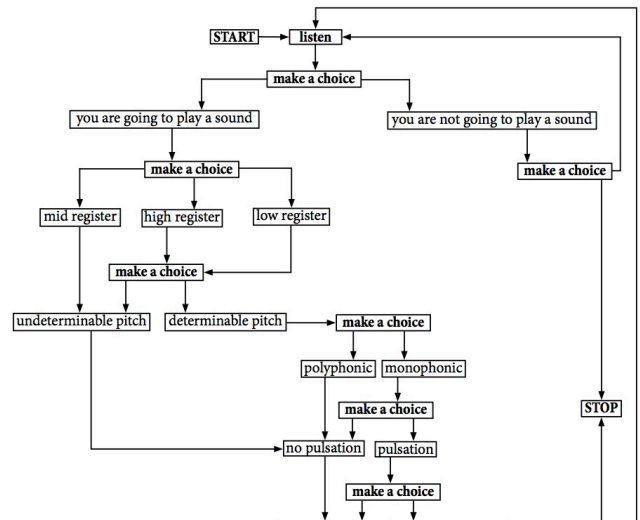 START
listen
make a choice
you are going to play a sound
you are not going to play a sound
make a choice
make a choice
mid register
high register
low register
make a choice
undeterminable pitch
determinable pitch
make a choice
polyphonic
monophonic
make a choice
STOP
no pulsation
pulsation
make a choice